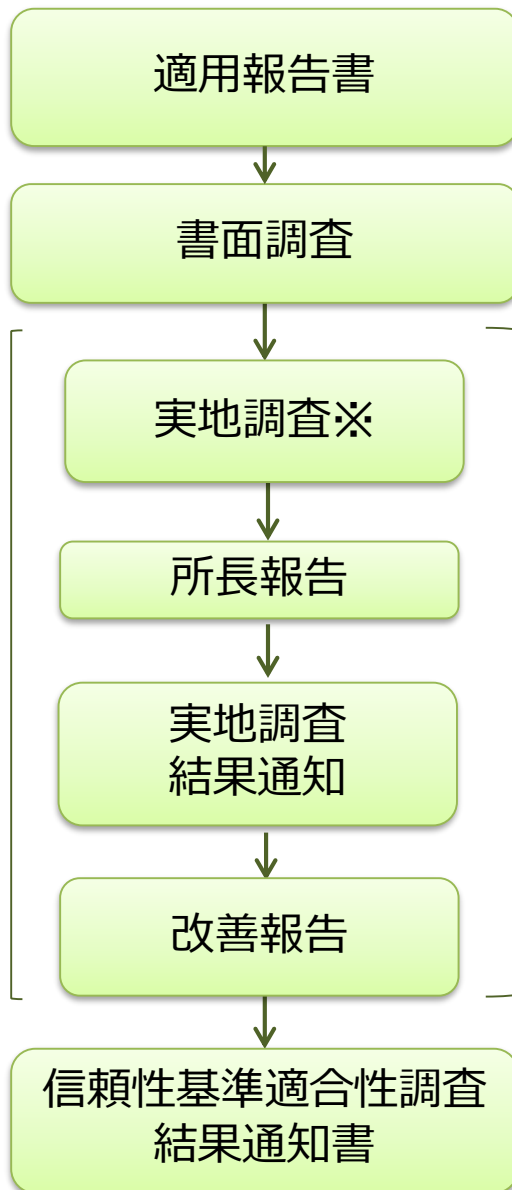 適用報告書
書面調査
実地調査※
所長報告
実地調査
結果通知
改善報告
信頼性基準適合性調査
結果通知書